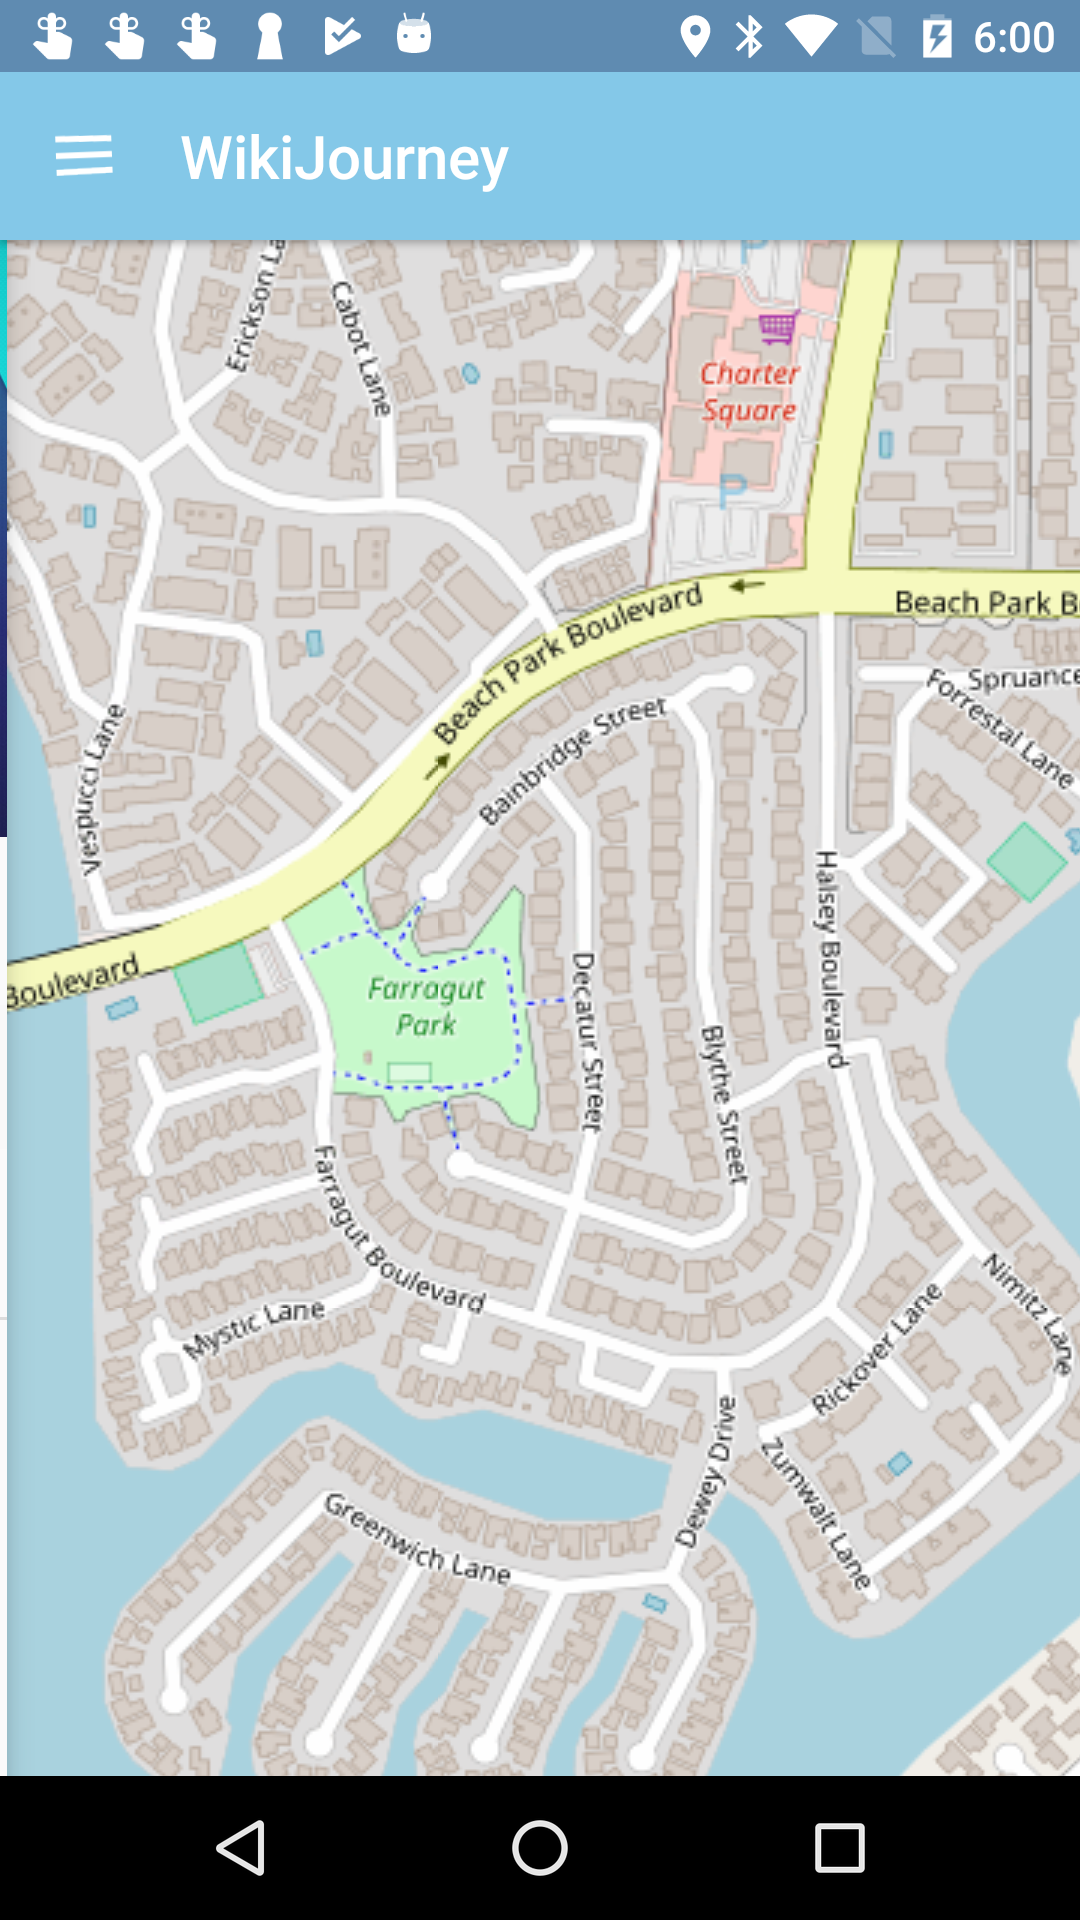 6:00
WikiJourney
Erickson La
Cabot Lane
P
Charter
Square
P
Beach Park Boulevard
Beach Park B
Spruance
Forrestal Lane
Bainbridge Street
Vespucci Lane
Halsey Boulevard
Boulevard
Farragut
Park
Decatur Street
Blythe Street
Farragut Boulevard
Mystic Lane
Nimitz Lane
Rickover Lane
Dewey Drive
Zumwalt Lane
Greenwich Lane